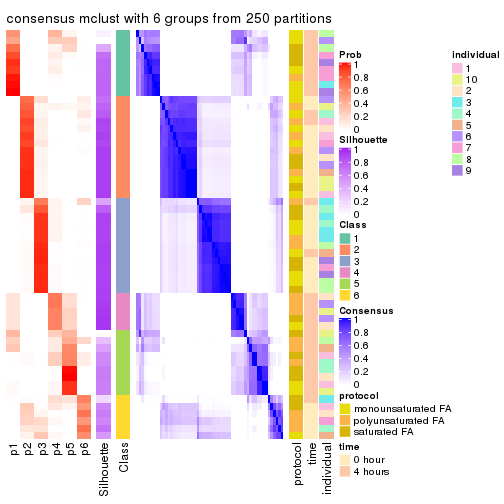 consensus mclust with 6 groups from 250 partitions
Prob
1
0.8
0.6
0.4
0.2
0
Silhouette
1
0.8
0.6
0.4
0.2
0
Class
1
2
3
4
5
6
Consensus
1
0.8
0.6
0.4
0.2
0
protocol
monounsaturated FA
polyunsaturated FA
saturated FA
time
0 hour
4 hours
individual
1
10
2
3
4
5
6
7
8
9
p1
p2
p3
p4
p5
p6
Silhouette
Class
protocol
time
individual